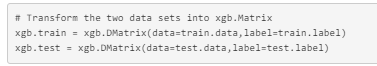 # Transform the two data sets into xgb.Matrix
xgb.train = xgb.DMatrix(data=train.data,label=train.label)
xgb.test = xgb.DMatrix(data=test.data,label=test.label)